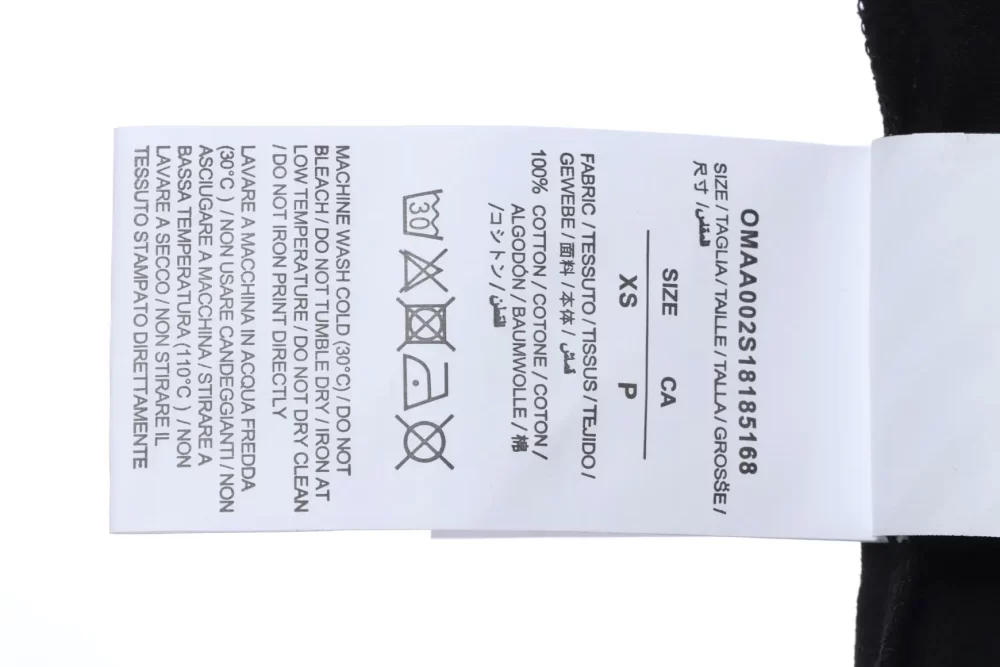 OMAA002S18185168
SIZE / TAGLIA / TAILLE / TALLA / GROSSE /
尺寸 / المقاس
SIZE CA
XS P
FABRIC / TESSUTO / TISSUS / TEJIDO /
GEWEBE / 面料 / 本体 / قماش
100% COTTON / COTONE / COTON /
ALGODÓN / BAUMWOLLE / 棉
/ コシトン / القطن
30
MACHINE WASH COLD (30°C) / DO NOT
BLEACH / DO NOT TUMBLE DRY / IRON AT
LOW TEMPERATURE / DO NOT DRY CLEAN
/ DO NOT IRON PRINT DIRECTLY
LAVARE A MACCHINA IN ACQUA FREDDA
(30°C ) / NON USARE CANDEGGIANTI / NON
ASCIUGARE A MACCHINA / STIRARE A
BASSA TEMPERATURA (110°C ) / NON
LAVARE A SECCO / NON STIRARE IL
TESSUTO STAMPATO DIRETTAMENTE